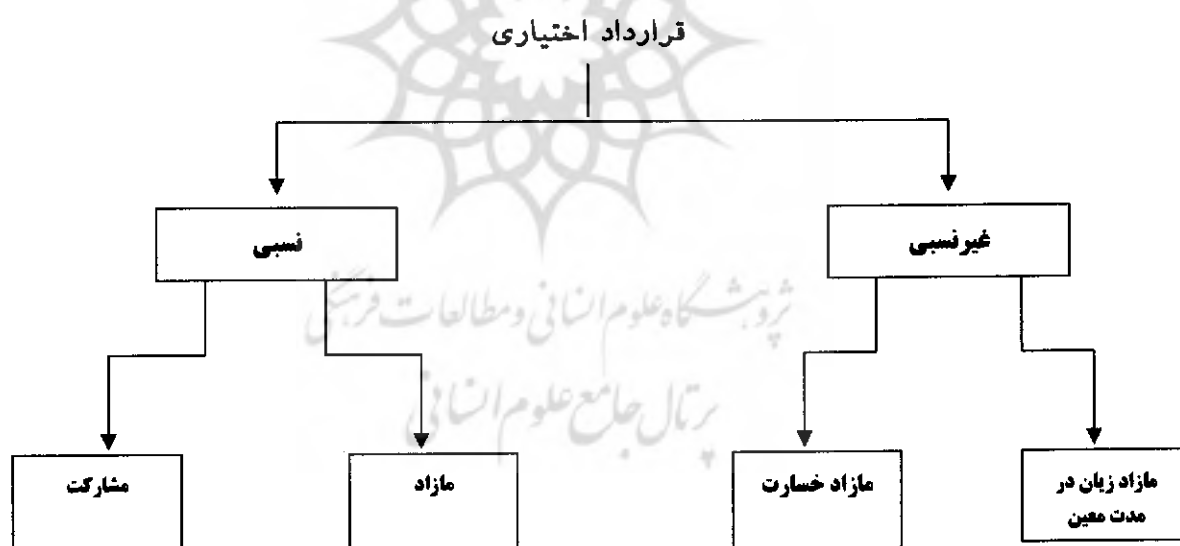 قرارداد اختیاری
غیرنسبی
نسبی
پژوهشگاه علوم انسانی و مطالعات فرهنگی
پرتال جامع علوم انسانی
مازاد زیان در
مدت معین
مازاد خسارت
مازاد
مشارکت